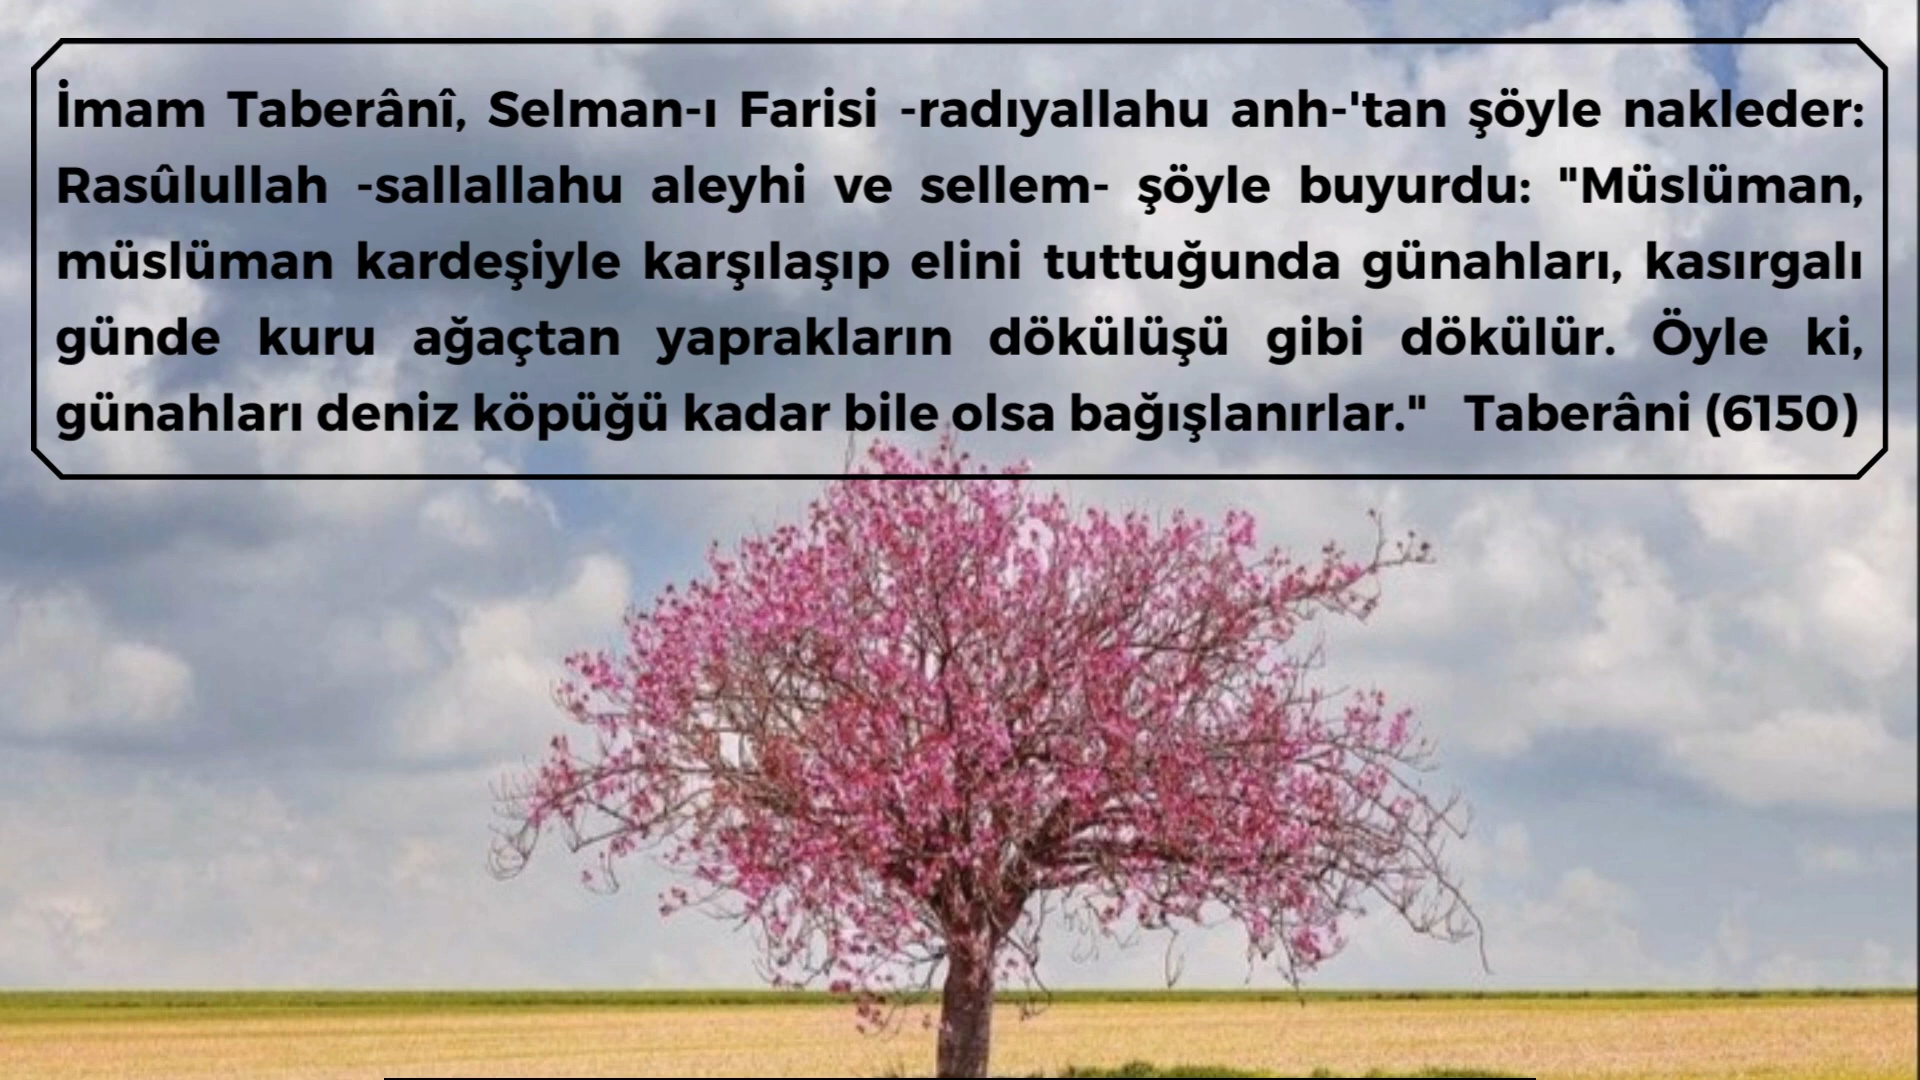 İmam Taberânî, Selman-ı Farisi -radıyallahu anh-'tan şöyle nakleder:
Rasûlullah -sallallahu aleyhi ve sellem- şöyle buyurdu: "Müslüman,
müslüman kardeşiyle karşılaşıp elini tuttuğunda günahları, kasırgalı
günde kuru ağaçtan yaprakların dökülüşü gibi dökülür. Öyle ki,
günahları deniz köpüğü kadar bile olsa bağışlanırlar." Taberâni (6150)